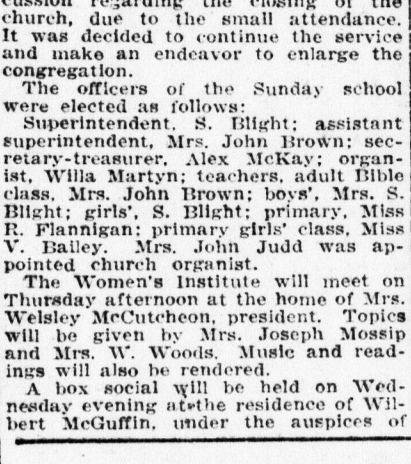 cussion regarding the closing of the
church, due to the small attendance.
It was decided to continue the service
and make an endeavor to enlarge the
congregation.
The officers of the Sunday school
were elected as follows:
Superintendent, S. Blight; assistant
superintendent, Mrs. John Brown; sec-
retary-treasurer, Alex McKay; organ-
ist, Willa Martyn; teachers, adult Bible
class, Mrs. John Brown; boys', Mrs. S.
Blight; girls', S. Blight; primary, Miss
R. Flannigan; primary girls' class, Miss
V. Bailey. Mrs. John Judd was ap-
pointed church organist.
The Women's Institute will meet on
Thursday afternoon at the home of Mrs.
Welsley McCutcheon, president. Topics
will be given by Mrs. Joseph Mossip
and Mrs. W. Woods. Music and read-
ings will also be rendered.
A box social will be held on Wed-
nesday evening at the residence of Wil-
bert McGuffin, under the auspices of